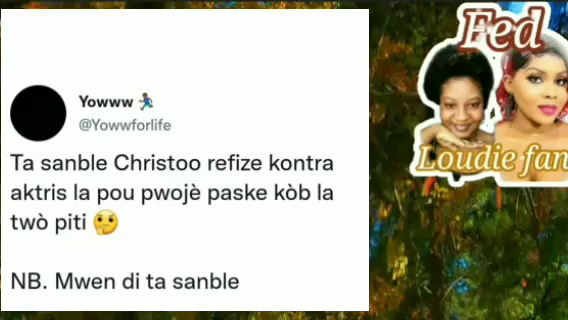 Yowww 🏃🏾‍♂️
@Yowwforlife
Ta sanble Christoo refize kontra
aktris la pou pwojè paske kòb la
twò piti 🤔
NB. Mwen di ta sanble
Fed
Loudie fan